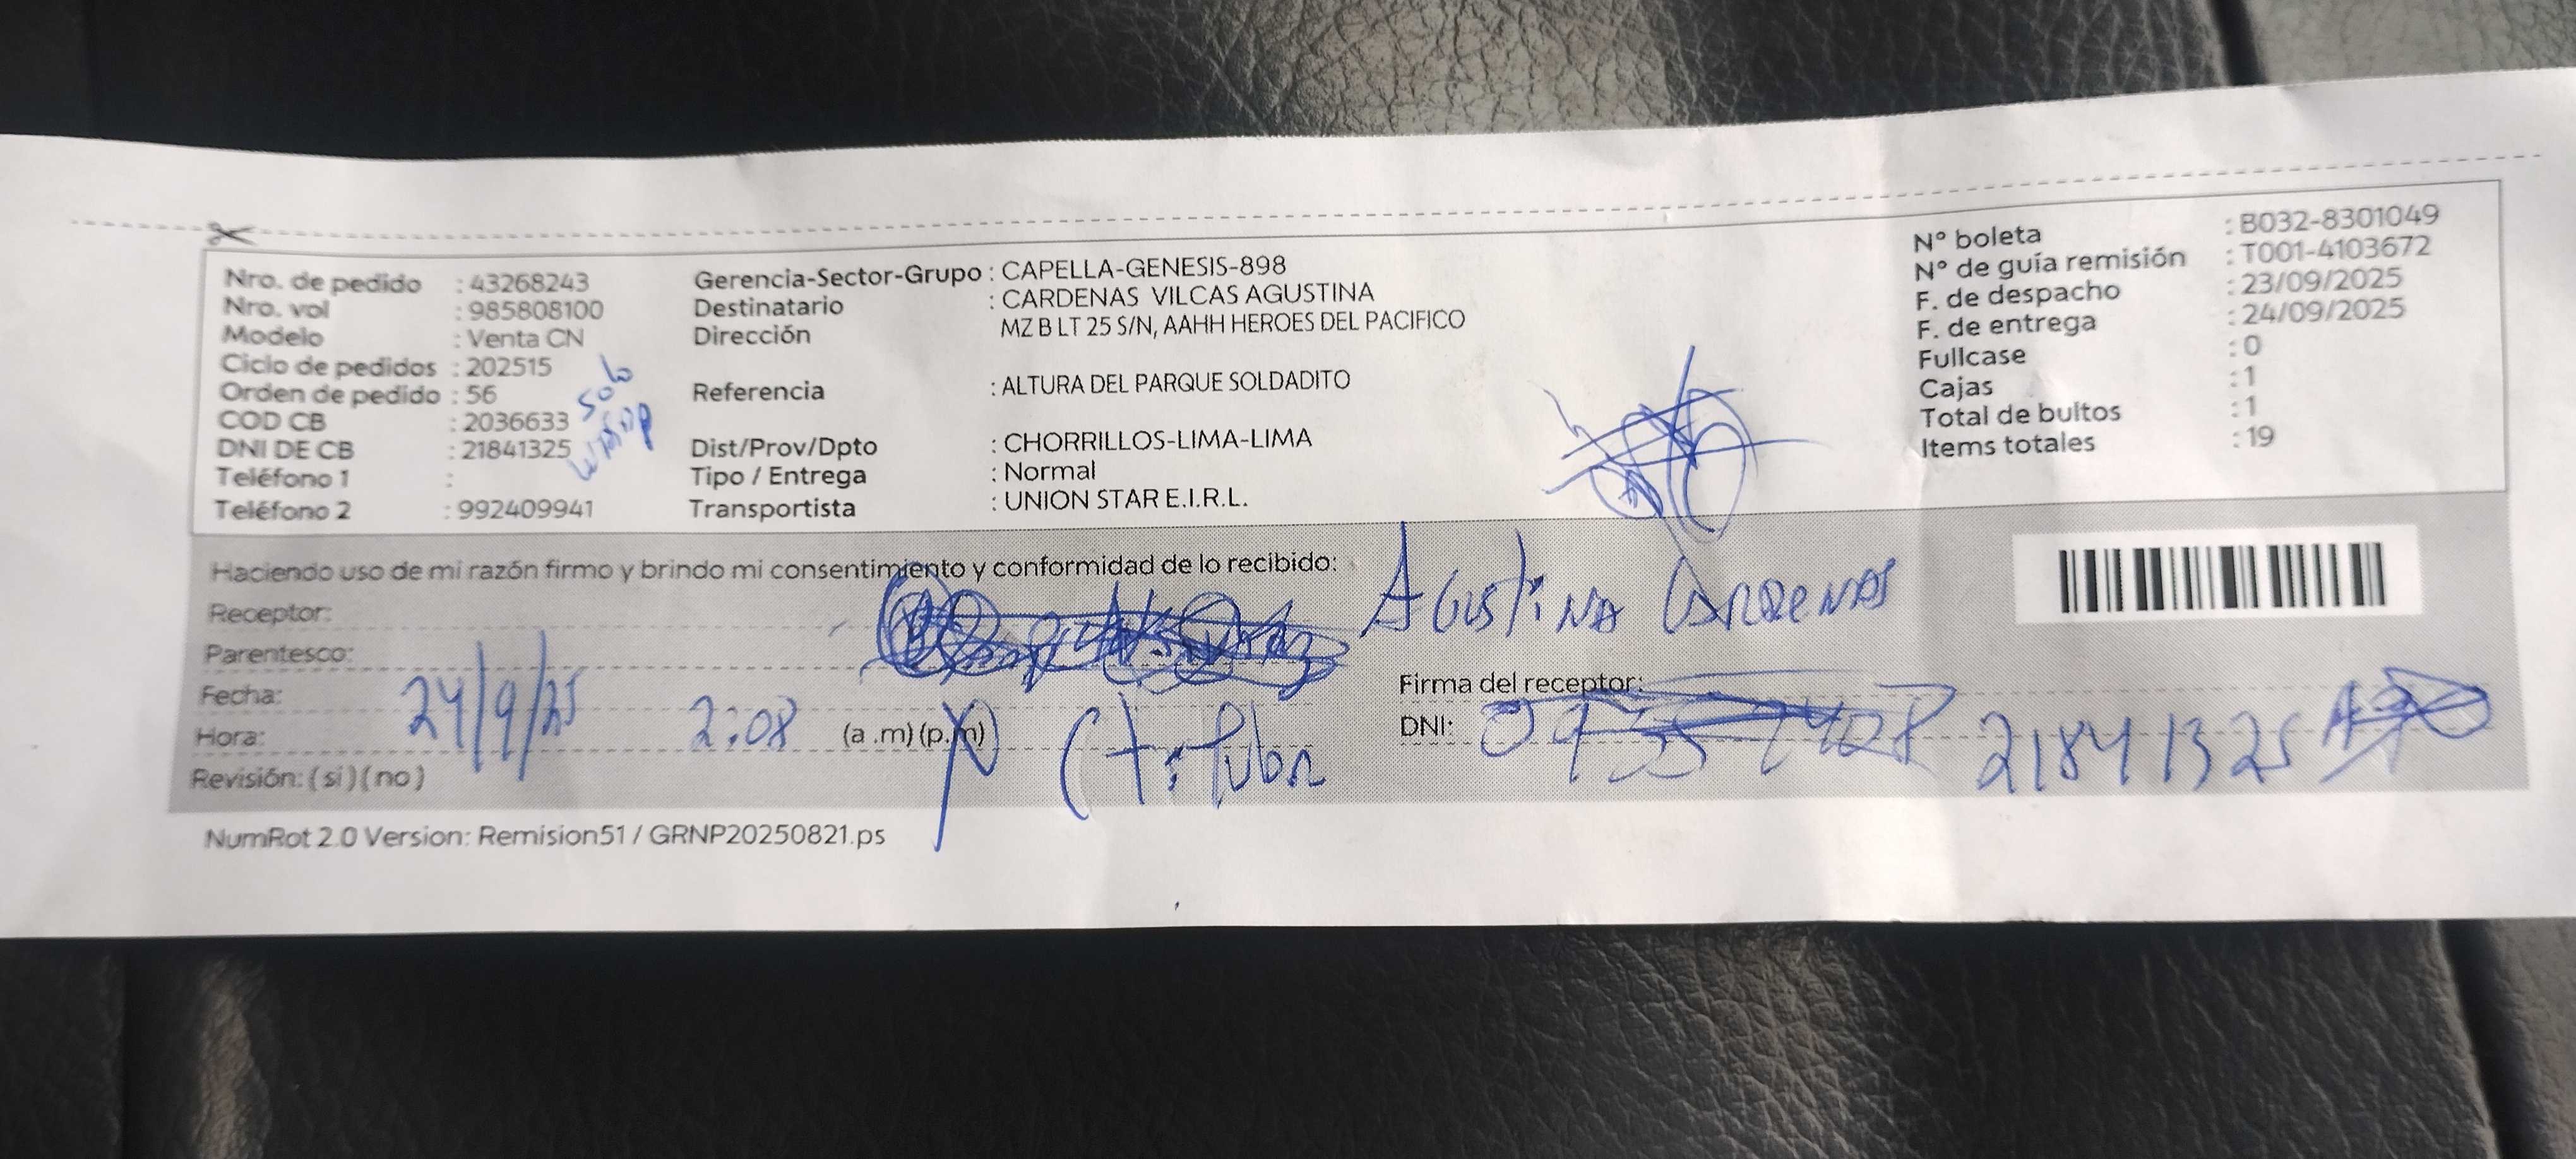 Nro. de pedido : 43268243
Nro. vol : 985808100
Modelo : Venta CN
Ciclo de pedidos : 202515
Orden de pedido : 56
COD CB : 2036633
DNI DE CB : 21841325
Teléfono 1 :
Teléfono 2 : 992409941
solo
Gerencia-Sector-Grupo : CAPELLA-GENESIS-898
Destinatario : CARDENAS VILCAS AGUSTINA
Dirección MZ B LT 25 S/N, AAHH HEROES DEL PACIFICO
Referencia : ALTURA DEL PARQUE SOLDADITO
Dist/Prov/Dpto : CHORRILLOS-LIMA-LIMA
Tipo / Entrega : Normal
Transportista : UNION STAR E.I.R.L.
N° boleta : B032-8301049
N° de guía remisión : T001-4103672
F. de despacho : 23/09/2025
F. de entrega : 24/09/2025
Fullcase : 0
Cajas : 1
Total de bultos : 1
Items totales : 19
Haciendo uso de mi razón firmo y brindo mi consentimiento y conformidad de lo recibido:
Receptor: Agustina Cardenas
Parentesco:
Fecha: 24/9/25
Hora: 2:08 (a .m) (p.m)
Revisión: ( si ) ( no )
Firma del receptor:
DNI: 21841325
NumRot 2.0 Version: Remision51 / GRNP20250821.ps